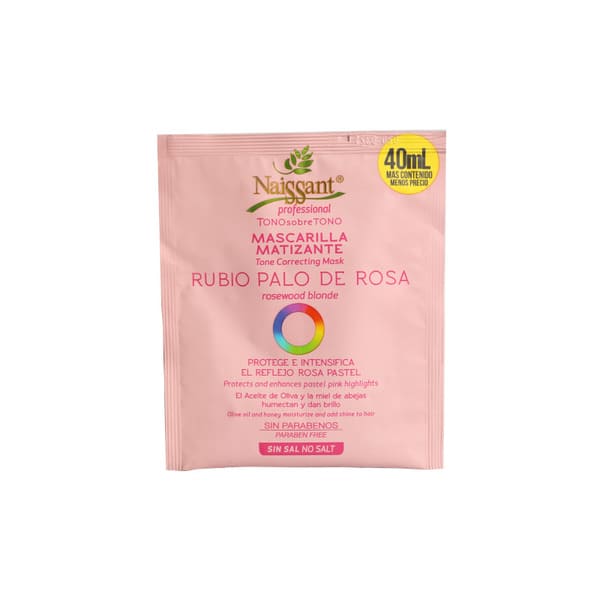 40mL
MAS CONTENIDO
MENOS PRECIO
Naissant®
professional
TONOsobreTONO
MASCARILLA
MATIZANTE
Tone Correcting Mask
RUBIO PALO DE ROSA
rosewood blonde
PROTEGE E INTENSIFICA
EL REFLEJO ROSA PASTEL
Protects and enhances pastel pink highlights
El Aceite de Oliva y la miel de abejas
humectan y dan brillo
Olive oil and honey moisturize and add shine to hair
SIN PARABENOS
PARABEN FREE
SIN SAL NO SALT